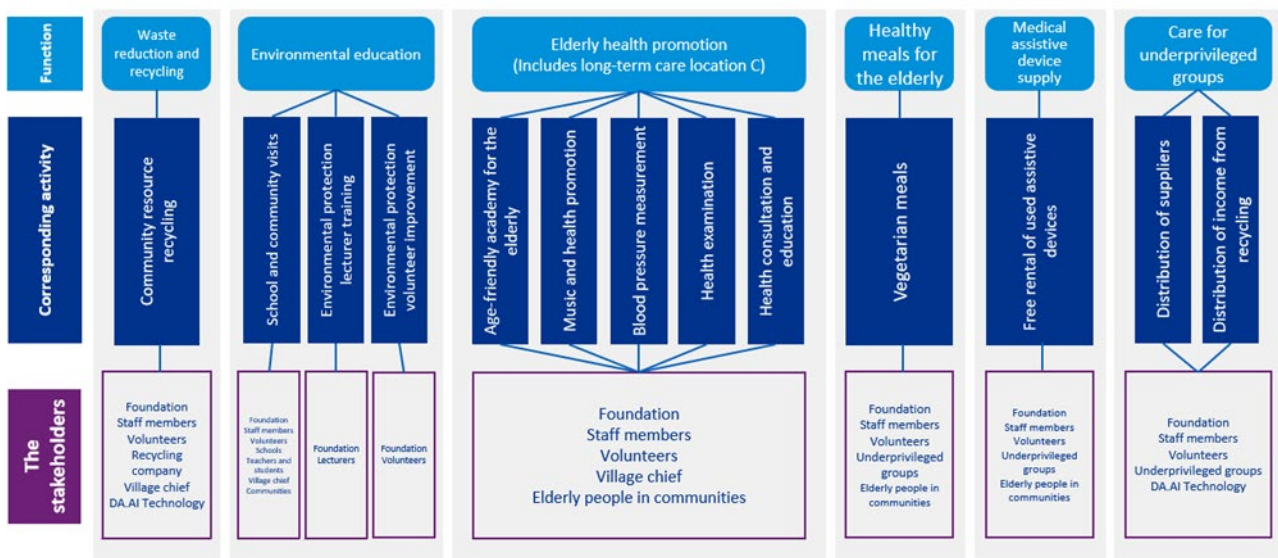 Function
Waste
reduction and
recycling
Environmental education
Elderly health promotion
(Includes long-term care location C)
Healthy
meals for
the elderly
Medical
assistive
device
supply
Care for
underprivileged
groups
Corresponding activity
Community resource
recycling
School and community visits
Environmental protection
lecturer training
Environmental protection
volunteer improvement
Age-friendly academy for the
elderly
Music and health promotion
Blood pressure measurement
Health examination
Health consultation and
education
Vegetarian meals
Free rental of used assistive
devices
Distribution of suppliers
Distribution of income from
recycling
The
stakeholders
Foundation
Staff members
Volunteers
Recycling
company
Village chief
DA.AI Technology
Foundation
Staff members
Volunteers
Schools
Teachers and
students
Village chief
Communities
Foundation
Lecturers
Foundation
Volunteers
Foundation
Staff members
Volunteers
Village chief
Elderly people in communities
Foundation
Staff members
Volunteers
Underprivileged
groups
Elderly people in
communities
Foundation
Staff members
Volunteers
Underprivileged
groups
Elderly people in
communities
Foundation
Staff members
Volunteers
Underprivileged groups
DA.AI Technology